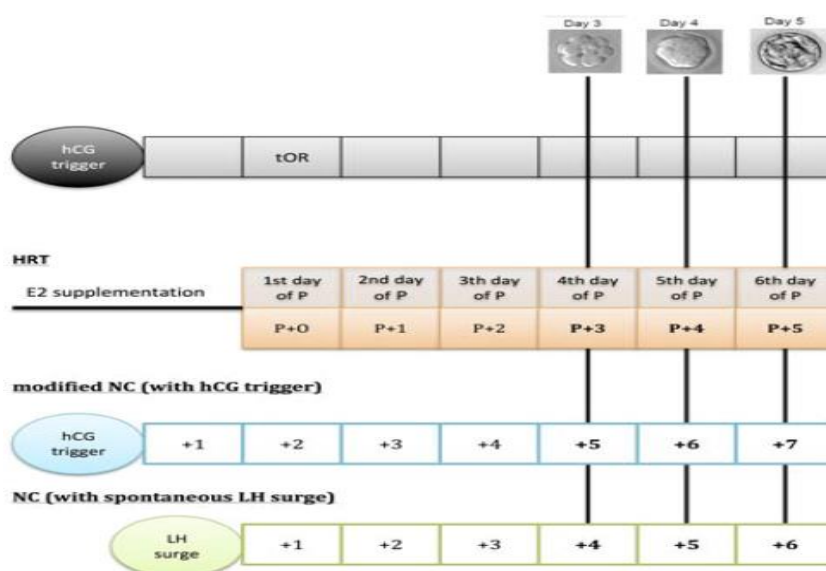 Day 3 Day 4 Day 5
hCG
trigger
tOR
HRT
E2 supplementation
1st day of P 2nd day of P 3th day of P 4th day of P 5th day of P 6th day of P
P+0 P+1 P+2 P+3 P+4 P+5
modified NC (with hCG trigger)
hCG
trigger
+1 +2 +3 +4 +5 +6 +7
NC (with spontaneous LH surge)
LH
surge
+1 +2 +3 +4 +5 +6